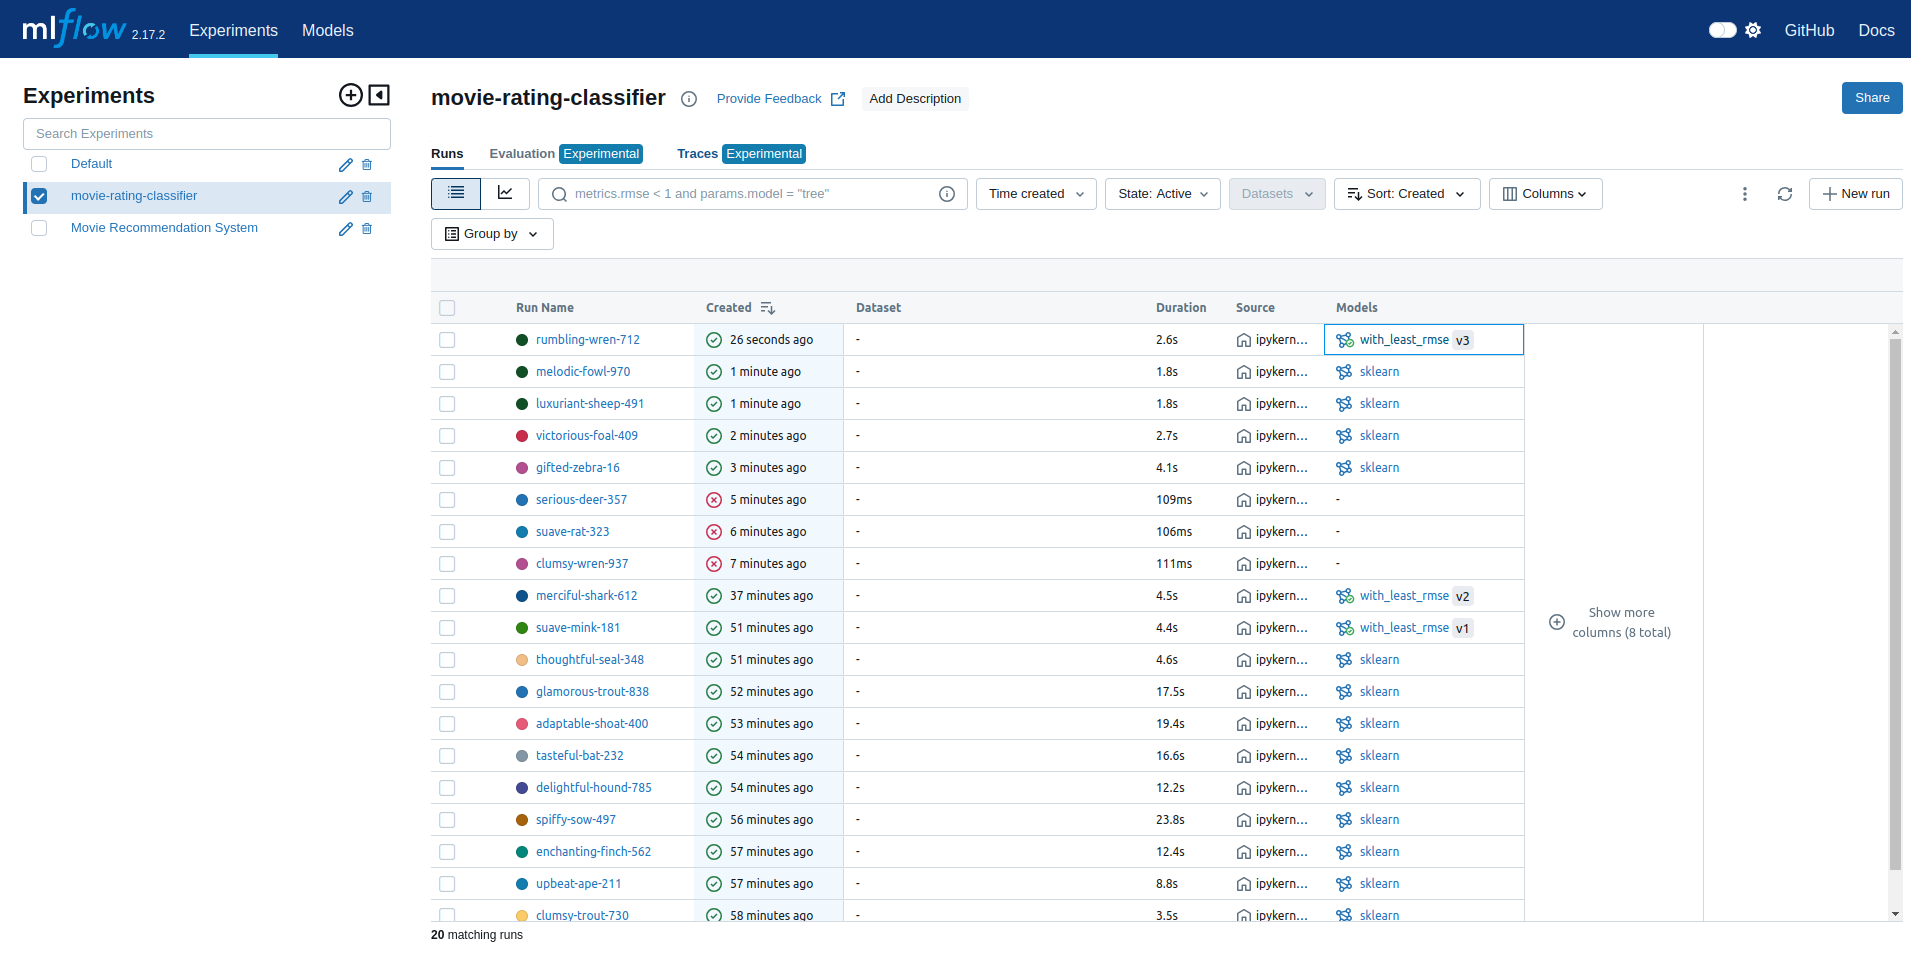 mlflow 2.17.2 Experiments Models GitHub Docs
Experiments
Search Experiments
Default
movie-rating-classifier
Movie Recommendation System
movie-rating-classifier Provide Feedback Add Description Share
Runs Evaluation Experimental Traces Experimental
metrics.rmse < 1 and params.model = "tree" Time created State: Active Datasets Sort: Created Columns New run
Group by
Run Name Created Dataset Duration Source Models
rumbling-wren-712 26 seconds ago - 2.6s ipykern... with_least_rmse v3
melodic-fowl-970 1 minute ago - 1.8s ipykern... sklearn
luxuriant-sheep-491 1 minute ago - 1.8s ipykern... sklearn
victorious-foal-409 2 minutes ago - 2.7s ipykern... sklearn
gifted-zebra-16 3 minutes ago - 4.1s ipykern... sklearn
serious-deer-357 5 minutes ago - 109ms ipykern... -
suave-rat-323 6 minutes ago - 106ms ipykern... -
clumsy-wren-937 7 minutes ago - 111ms ipykern... -
merciful-shark-612 37 minutes ago - 4.5s ipykern... with_least_rmse v2
suave-mink-181 51 minutes ago - 4.4s ipykern... with_least_rmse v1
thoughtful-seal-348 51 minutes ago - 4.6s ipykern... sklearn
glamorous-trout-838 52 minutes ago - 17.5s ipykern... sklearn
adaptable-shoat-400 53 minutes ago - 19.4s ipykern... sklearn
tasteful-bat-232 54 minutes ago - 16.6s ipykern... sklearn
delightful-hound-785 54 minutes ago - 12.2s ipykern... sklearn
spiffy-sow-497 56 minutes ago - 23.8s ipykern... sklearn
enchanting-finch-562 57 minutes ago - 12.4s ipykern... sklearn
upbeat-ape-211 57 minutes ago - 8.8s ipykern... sklearn
clumsy-trout-730 58 minutes ago - 3.5s ipykern... sklearn
Show more
columns (8 total)
20 matching runs